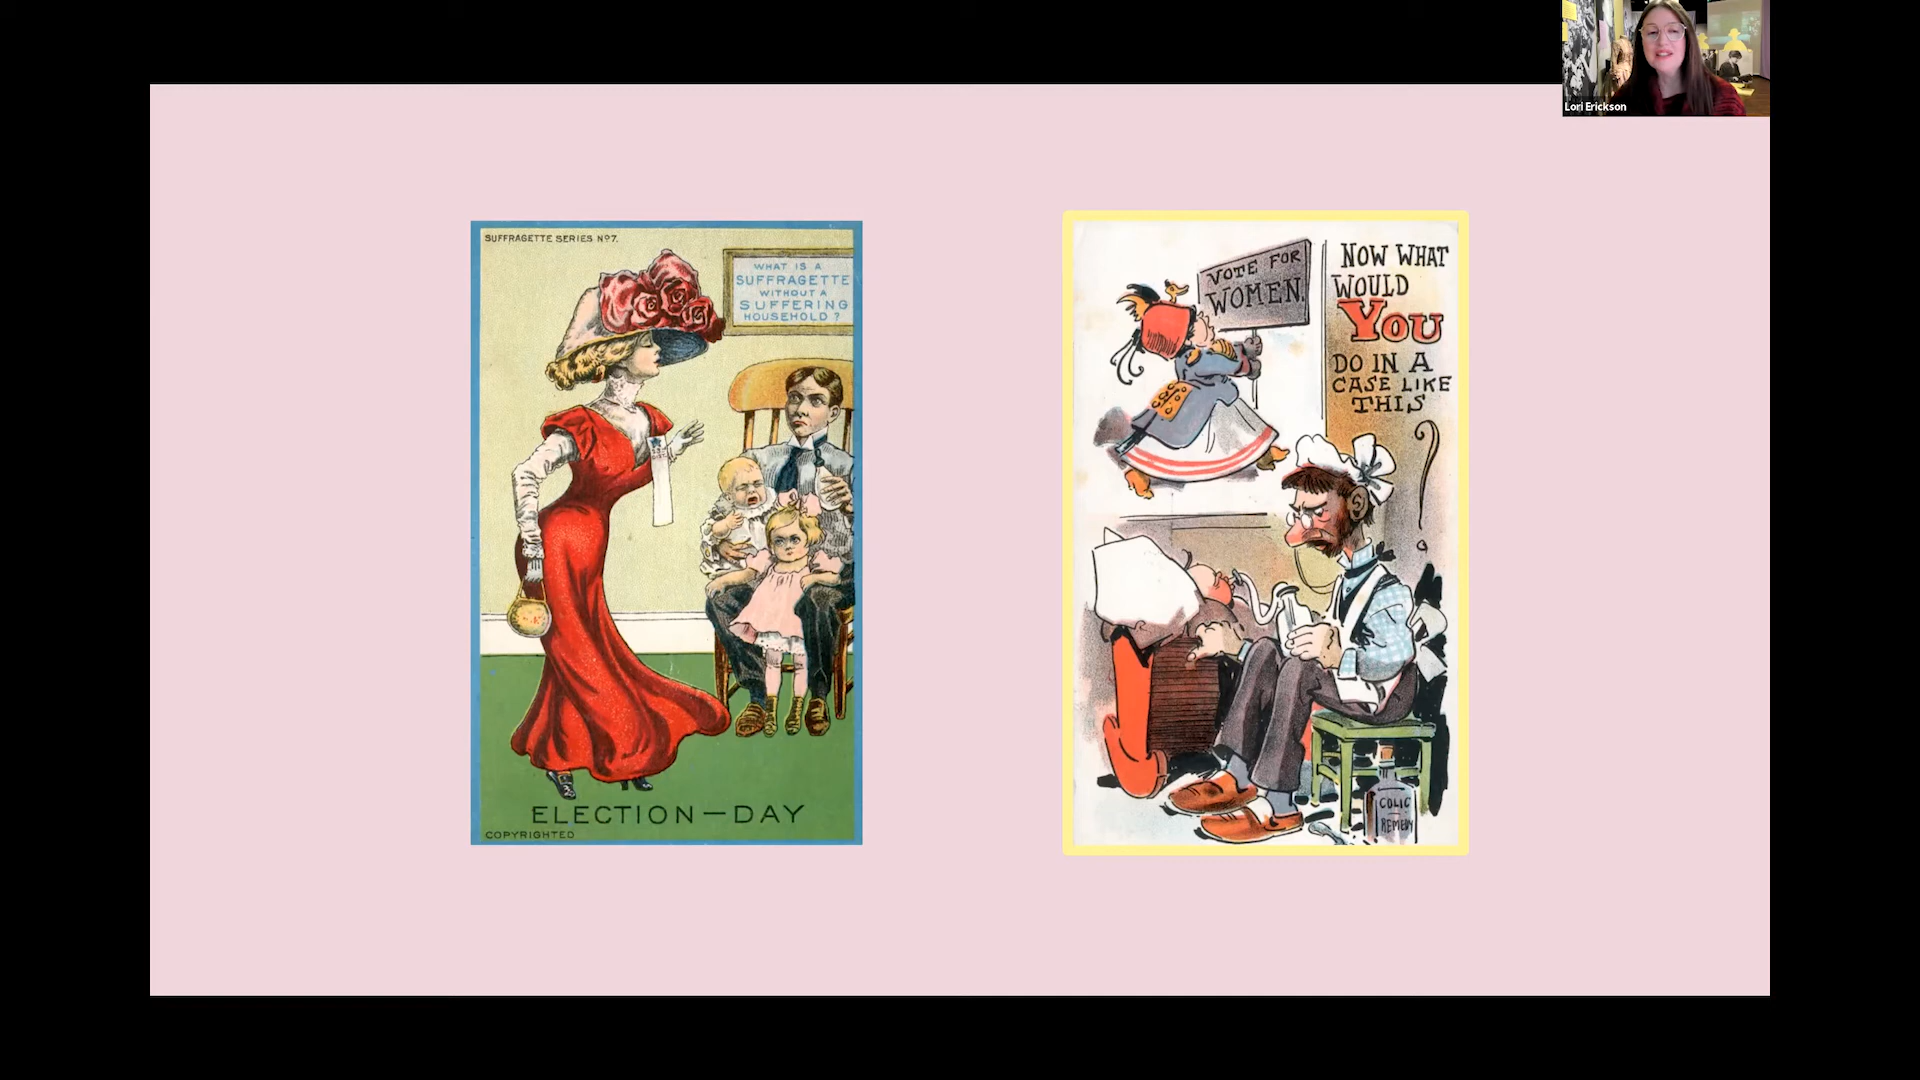 Lori Erickson
SUFFRAGETTE SERIES Nº7.
WHAT IS A
SUFFRAGETTE
WITHOUT A
SUFFERING
HOUSEHOLD?
ELECTION—DAY
COPYRIGHTED
VOTE FOR
WOMEN.
NOW WHAT
WOULD
YOU
DO IN A
CASE LIKE
THIS
?
COLIC
REMEDY